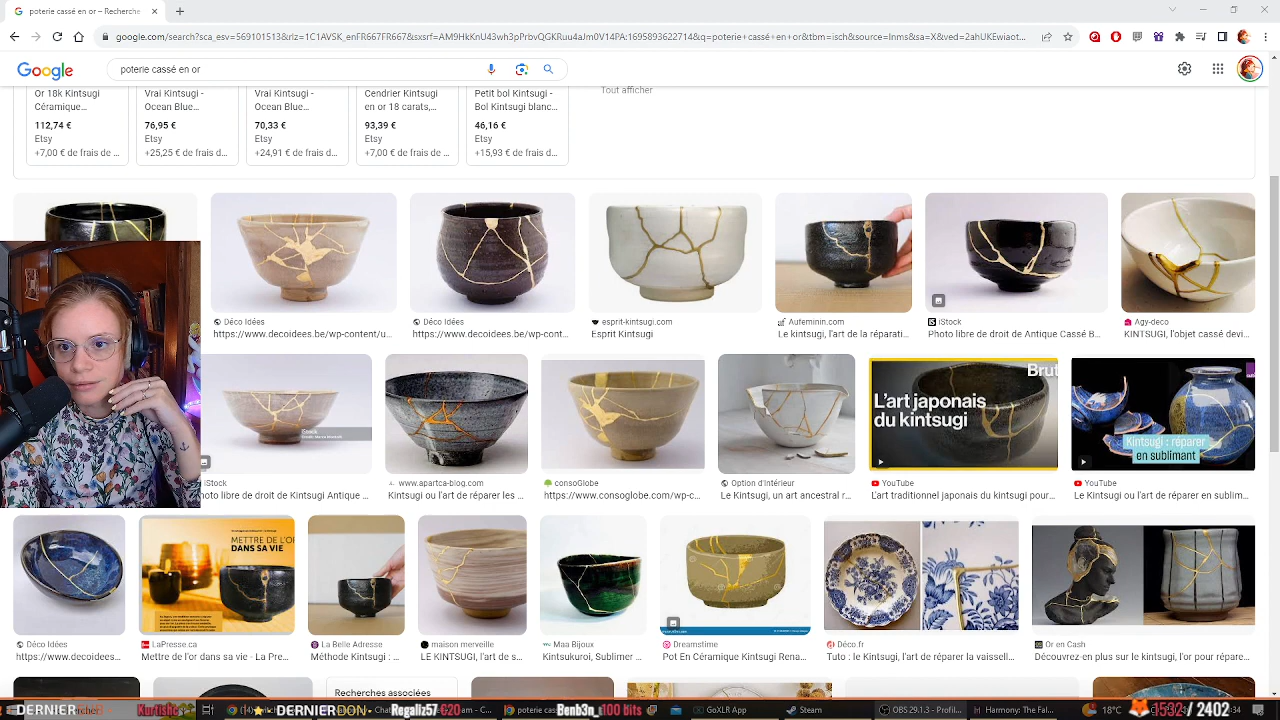 poterie cassé en or – Recherche
google.com/search?sca_esv=569101513&rlz=1C1AVSK_enFR667FR667&sxsrf=AM9HkKnU43wh3pPrbvQGKRuu4aJm0V14PA:1695893622714&q=poterie+cassé+en+or&tbm=isch&source=lnms&sa=X&ved=2ahUKEwiaot...
Google
poterie cassé en or
Or 18k Kintsugi
Céramique...
112,74 €
Etsy
+7,00 € de frais de ...
Vrai Kintsugi -
Ocean Blue...
76,95 €
Etsy
+25,25 € de frais d...
Vrai Kintsugi -
Ocean Blue...
70,33 €
Etsy
+24,91 € de frais d...
Cendrier Kintsugi
en or 18 carats,...
93,39 €
Etsy
+7,00 € de frais de ...
Petit bol Kintsugi -
Bol Kintsugi blanc...
46,16 €
Etsy
+15,93 € de frais d...
Tout afficher
Déco Idées
https://www.decoidees.be/wp-content/u...
Déco Idées
https://www.decoidees.be/wp-cont...
esprit-kintsugi.com
Esprit Kintsugi
Aufeminin.com
Le kintsugi, l'art de la réparati...
iStock
Photo libre de droit de Antique Cassé B...
Agy-deco
KINTSUGI, l'objet cassé devi...
iStock
hoto libre de droit de Kintsugi Antique ...
www.apartca-blog.com
Kintsugi ou l'art de réparer les ...
consoGlobe
https://www.consoglobe.com/wp-c...
Option d'Intérieur
Le Kintsugi, un art ancestral r...
Brut
L'art japonais
du kintsugi
YouTube
L'art traditionnel japonais du kintsugi pour...
Kintsugi : réparer
en sublimant
YouTube
Le Kintsugi ou l'art de réparer en sublim...
Déco Idées
https://www.decoidees...
METTRE DE L'OR
DANS SA VIE
LaPresse.ca
Mettre de l'or dans sa vie - La Pre...
La Belle Adresse
Méthode Kintsugi : ...
maison merveille
LE KINTSUGI, l'art de s...
Maa Bijoux
Kintsukuroi, Sublimer ...
Dreamstime
Pot En Céramique Kintsugi Rena...
Déco.fr
Tuto : le Kintsugi, l'art de réparer la vaissell...
Or en Cash
Découvrez-en plus sur le kintsugi, l'or pour répare...
Recherches associées
DERNIER
Kurtishc
DERNIER DON
Regaliz57 €20
Benb3n_ 100 bits
poterie cassé en or
GoXLR App
Steam
OBS 29.1.3 - Profil...
Harmony: The Fal...
18°C
1532 / 2402